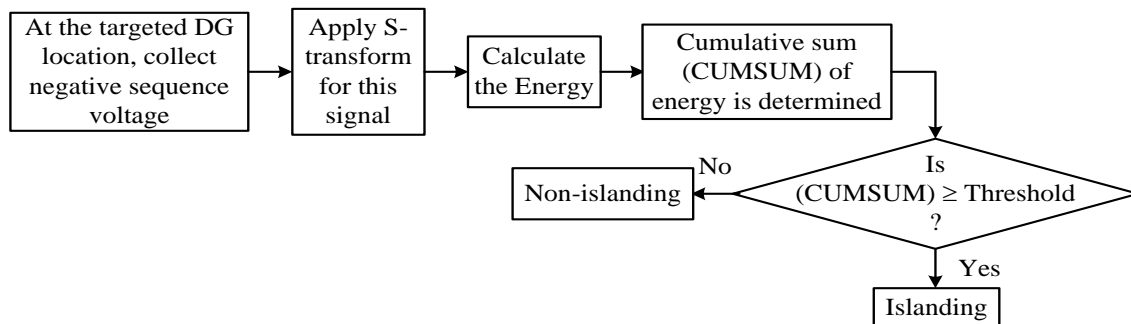 At the targeted DG
location, collect
negative sequence
voltage
Apply S-
transform
for this
signal
Calculate
the Energy
Cumulative sum
(CUMSUM) of
energy is determined
Is
(CUMSUM) ≥ Threshold
?
No
Non-islanding
Yes
Islanding